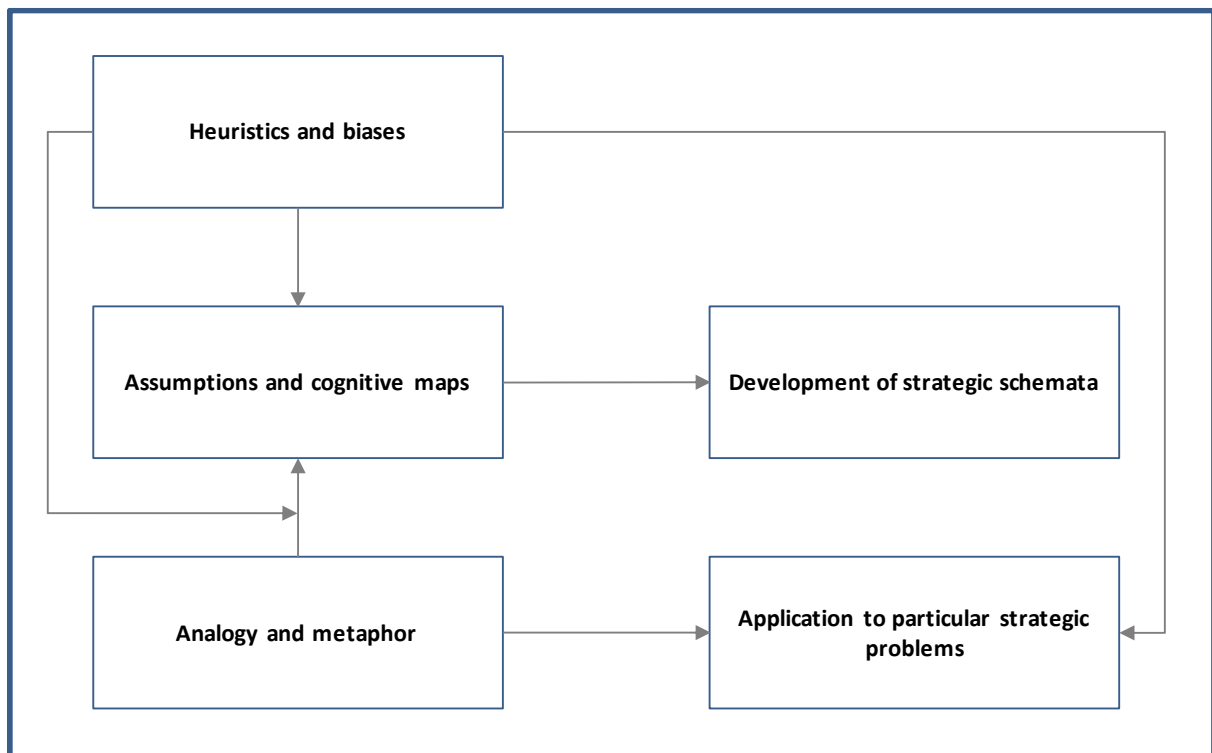 Heuristics and biases
Assumptions and cognitive maps
Development of strategic schemata
Analogy and metaphor
Application to particular strategic
problems